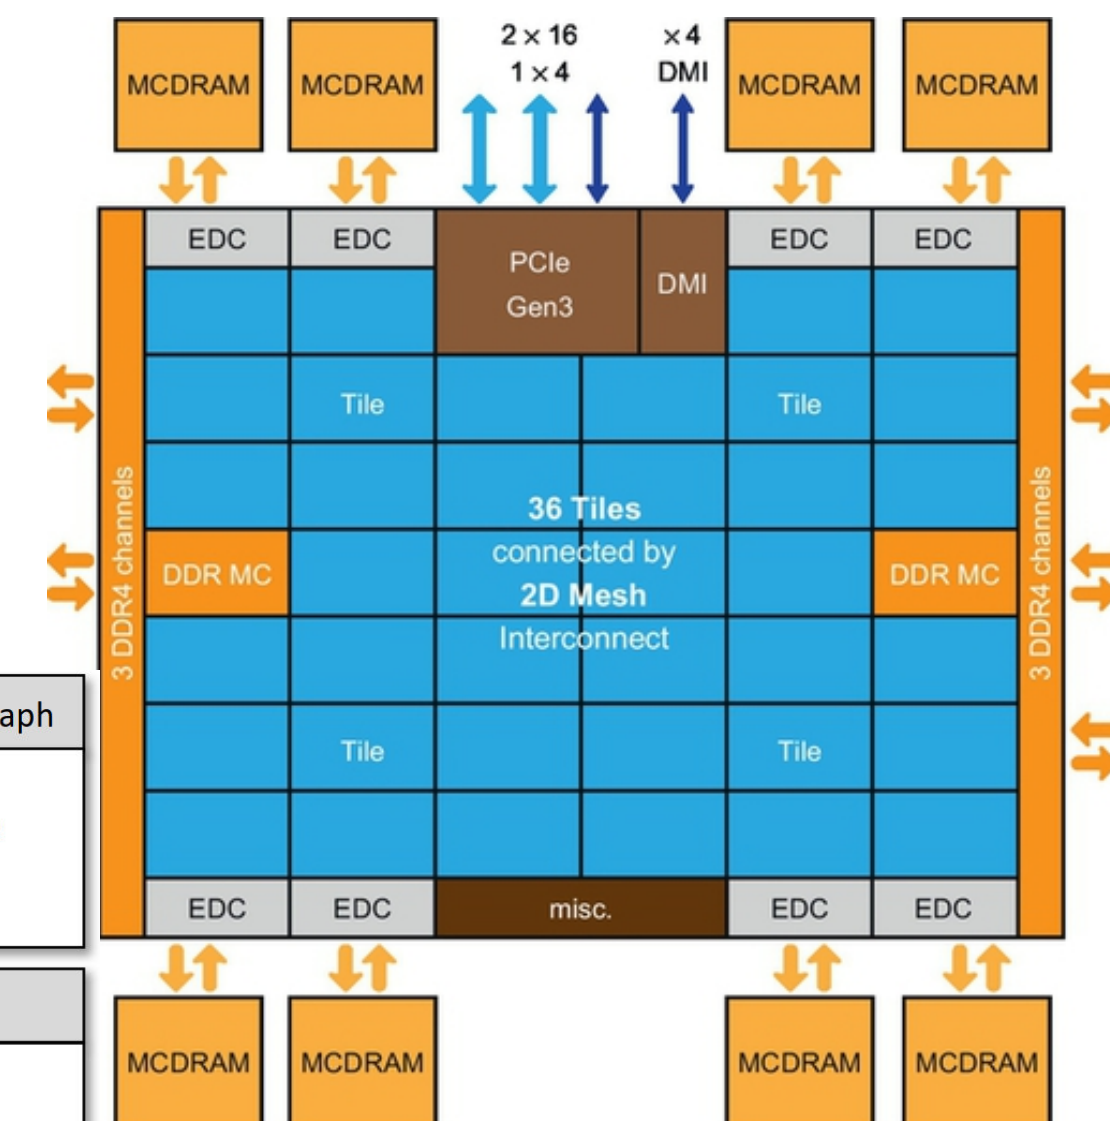 MCDRAM
MCDRAM
2 × 16
1 × 4
× 4
DMI
MCDRAM
MCDRAM
EDC
EDC
PCIe
Gen3
DMI
EDC
EDC
Tile
Tile
3 DDR4 channels
36 Tiles
connected by
2D Mesh
Interconnect
DDR MC
DDR MC
3 DDR4 channels
aph
Tile
Tile
EDC
EDC
misc.
EDC
EDC
MCDRAM
MCDRAM
MCDRAM
MCDRAM